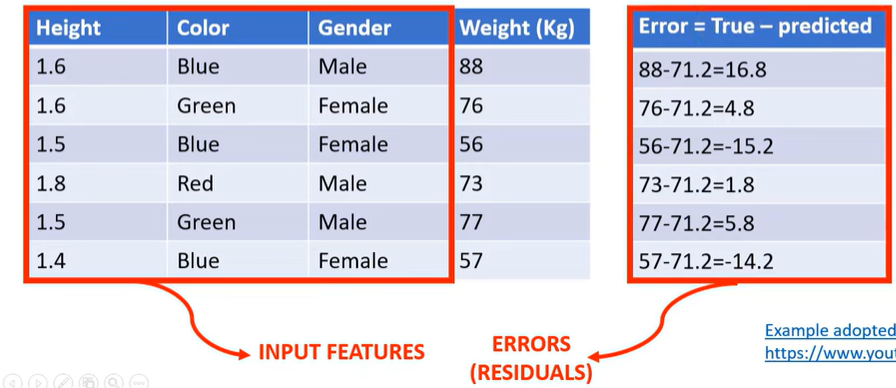 Height Color Gender Weight (Kg) Error = True – predicted
1.6 Blue Male 88 88-71.2=16.8
1.6 Green Female 76 76-71.2=4.8
1.5 Blue Female 56 56-71.2=-15.2
1.8 Red Male 73 73-71.2=1.8
1.5 Green Male 77 77-71.2=5.8
1.4 Blue Female 57 57-71.2=-14.2
INPUT FEATURES
ERRORS
(RESIDUALS)
Example adopted
https://www.yout